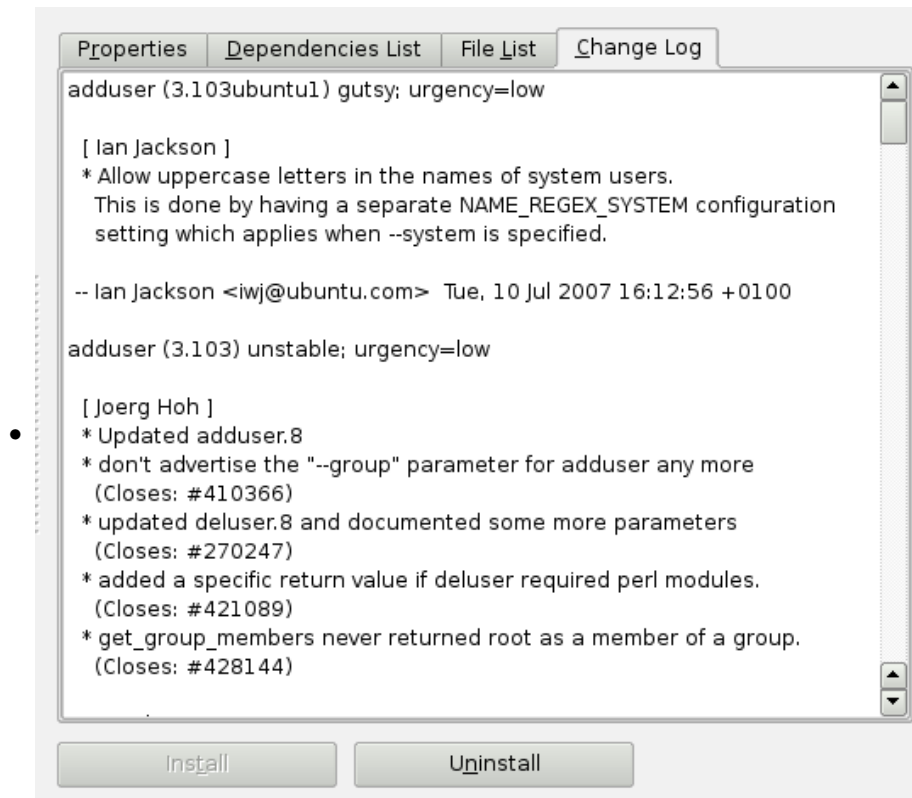 Properties Dependencies List File List Change Log
adduser (3.103ubuntu1) gutsy; urgency=low
[ Ian Jackson ]
* Allow uppercase letters in the names of system users.
This is done by having a separate NAME_REGEX_SYSTEM configuration
setting which applies when --system is specified.
-- Ian Jackson <iwj@ubuntu.com>  Tue, 10 Jul 2007 16:12:56 +0100
adduser (3.103) unstable; urgency=low
[ Joerg Hoh ]
* Updated adduser.8
* don't advertise the "--group" parameter for adduser any more
(Closes: #410366)
* updated deluser.8 and documented some more parameters
(Closes: #270247)
* added a specific return value if deluser required perl modules.
(Closes: #421089)
* get_group_members never returned root as a member of a group.
(Closes: #428144)
Install Uninstall